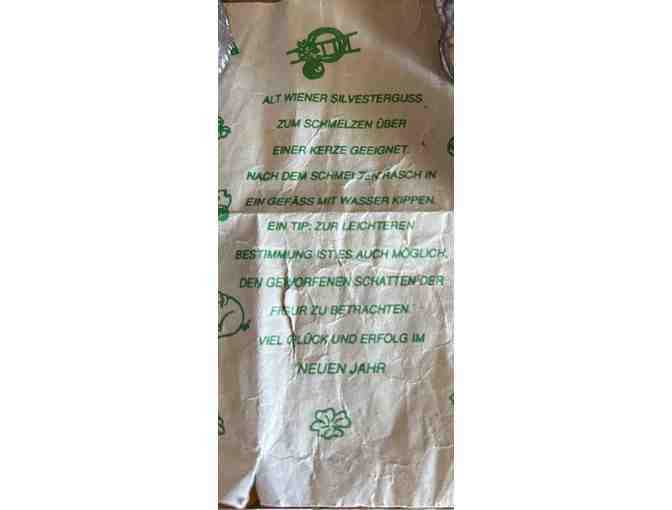 ALT WIENER SILVESTERGUSS
ZUM SCHMELZEN ÜBER
EINER KERZE GEEIGNET.
NACH DEM SCHMELZEN RASCH IN
EIN GEFÄSS MIT WASSER KIPPEN.
EIN TIP: ZUR LEICHTEREN
BESTIMMUNG IST ES AUCH MÖGLICH,
DEN GEWORFENEN SCHATTEN DER
FIGUR ZU BETRACHTEN.
VIEL GLÜCK UND ERFOLG IM
NEUEN JAHR